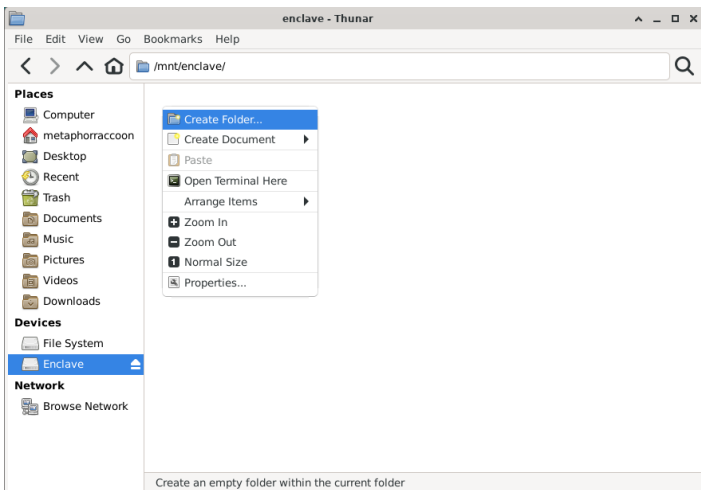 enclave - Thunar
File Edit View Go Bookmarks Help
/mnt/enclave/
Places
Computer
metaphorraccoon
Desktop
Recent
Trash
Documents
Music
Pictures
Videos
Downloads
Devices
File System
Enclave
Network
Browse Network
Create Folder...
Create Document
Paste
Open Terminal Here
Arrange Items
Zoom In
Zoom Out
1 Normal Size
Properties...
Create an empty folder within the current folder